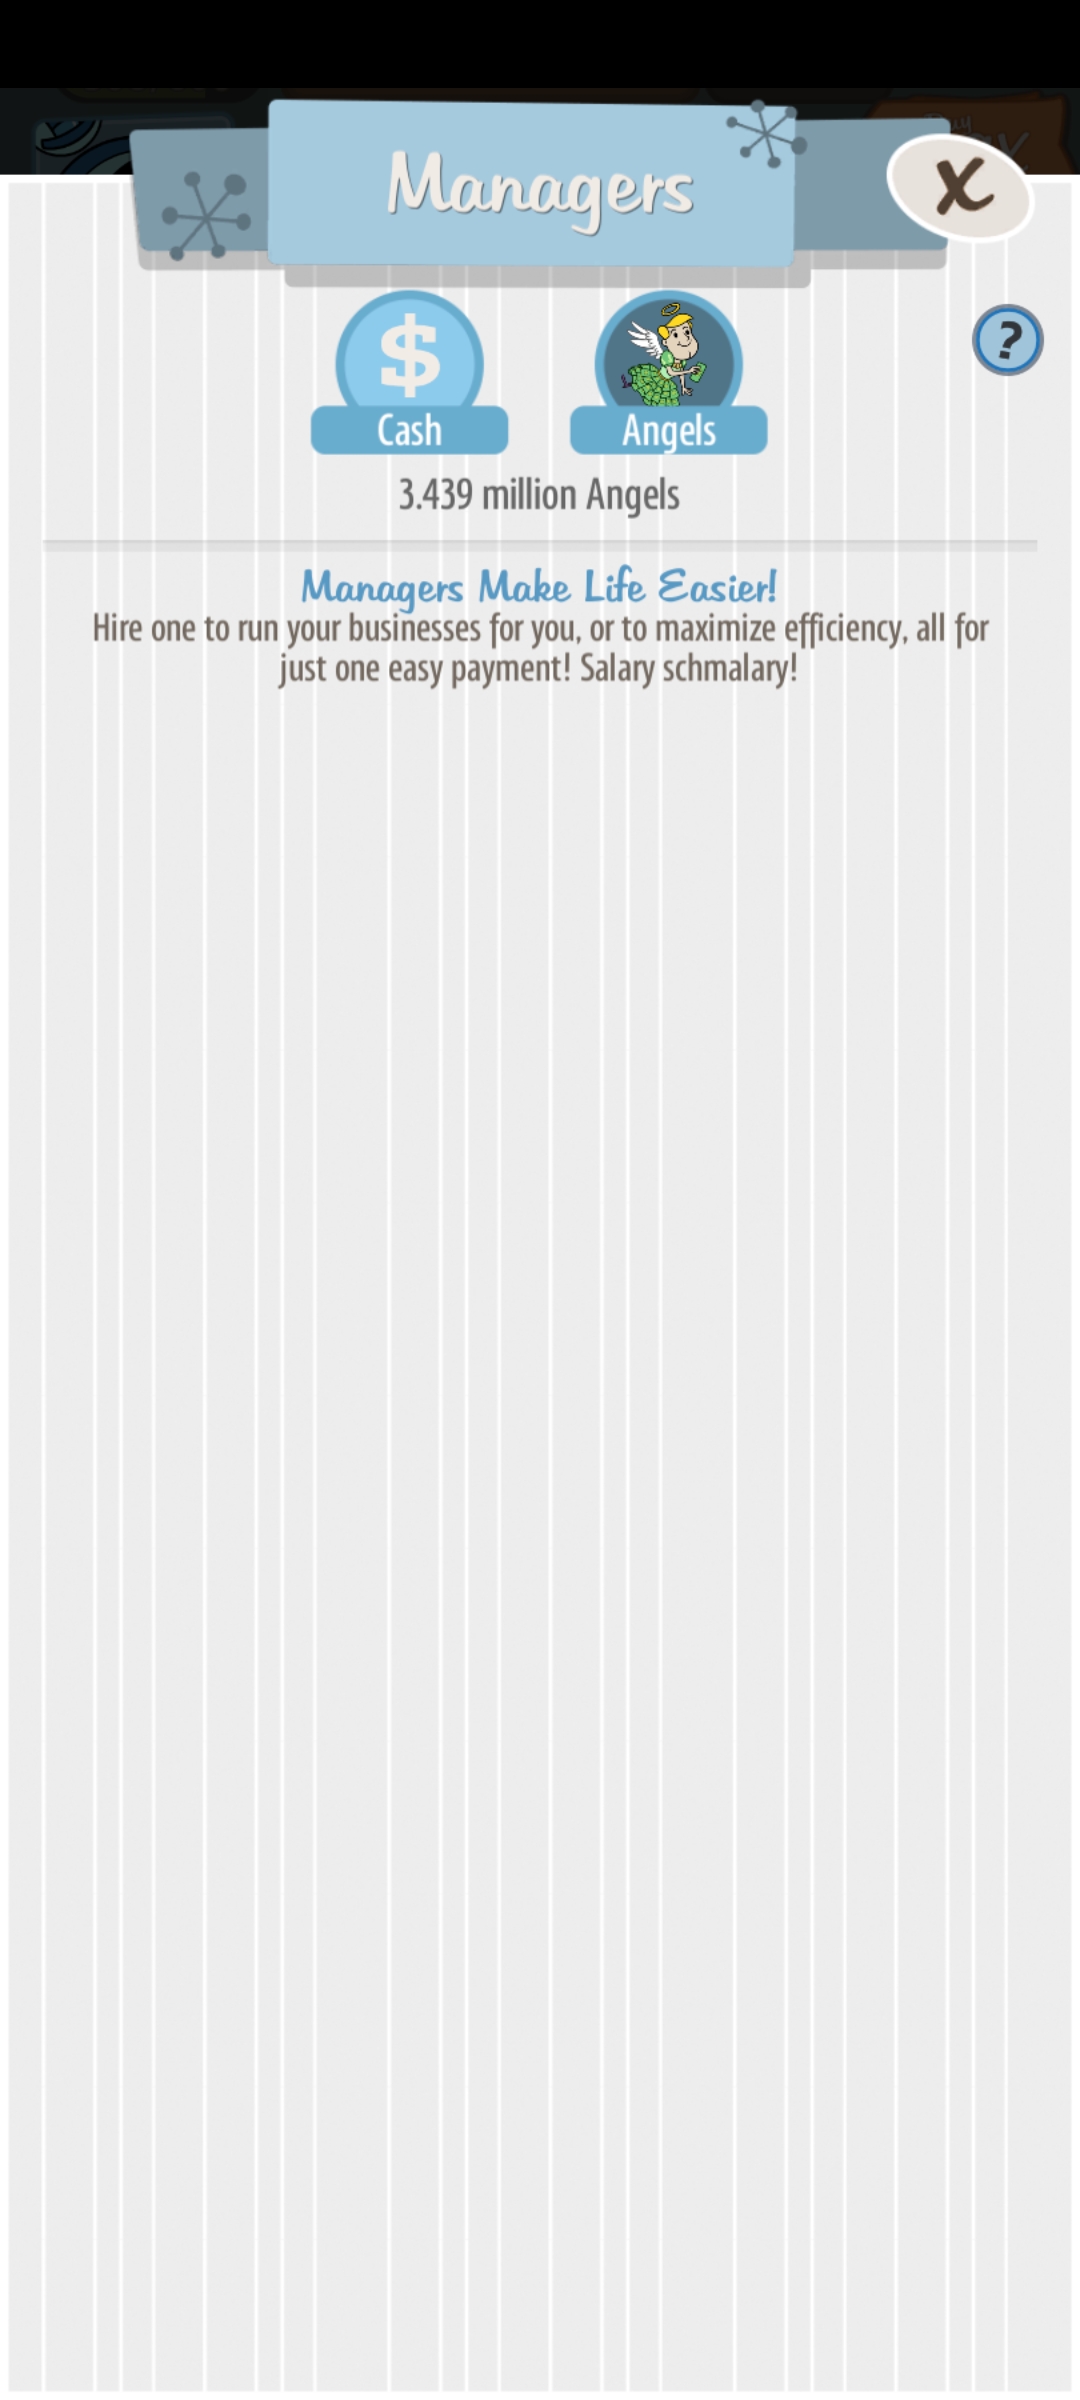 Managers
X
?
$
Cash
Angels
3.439 million Angels
Managers Make Life Easier!
Hire one to run your businesses for you, or to maximize efficiency, all for
just one easy payment! Salary schmalary!